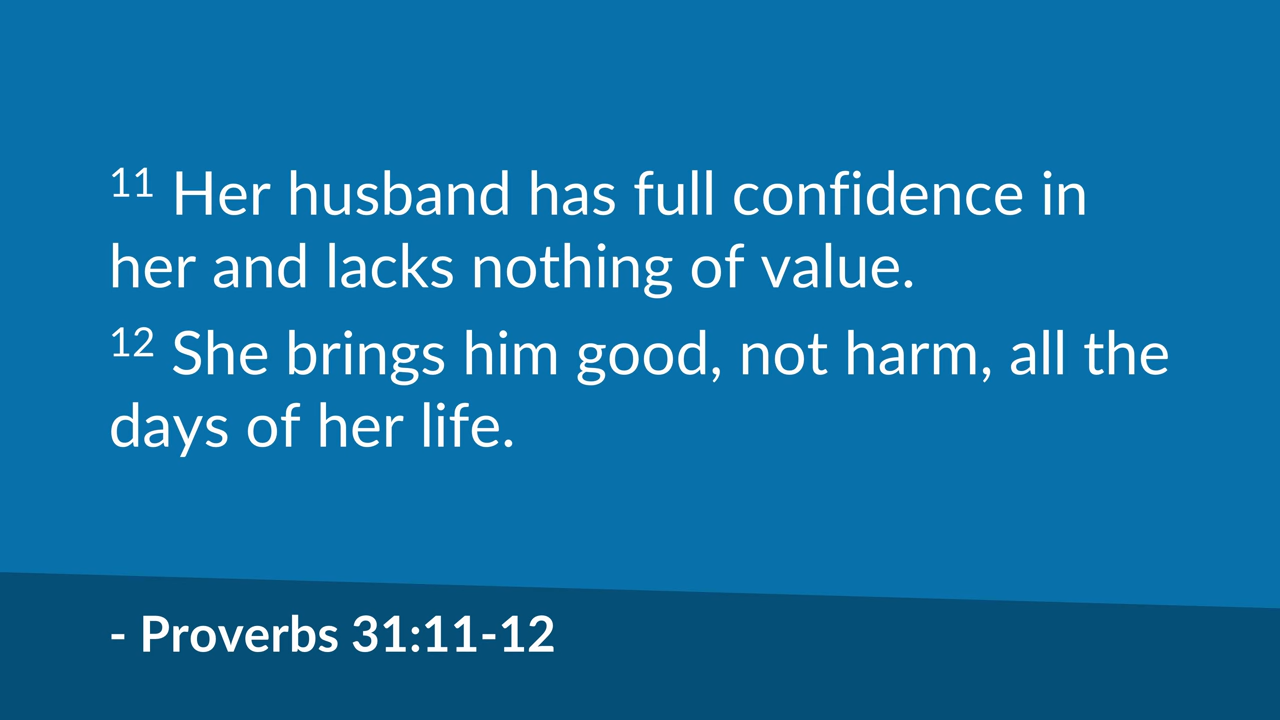 11 Her husband has full confidence in
her and lacks nothing of value.
12 She brings him good, not harm, all the
days of her life.
- Proverbs 31:11-12